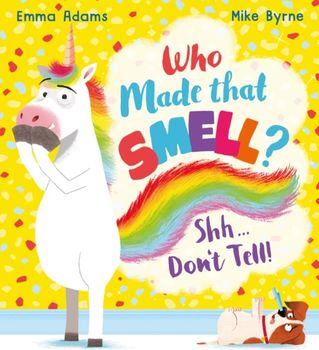 Emma Adams Mike Byrne
Who
Made that
SMELL?
Shh...
Don't Tell!